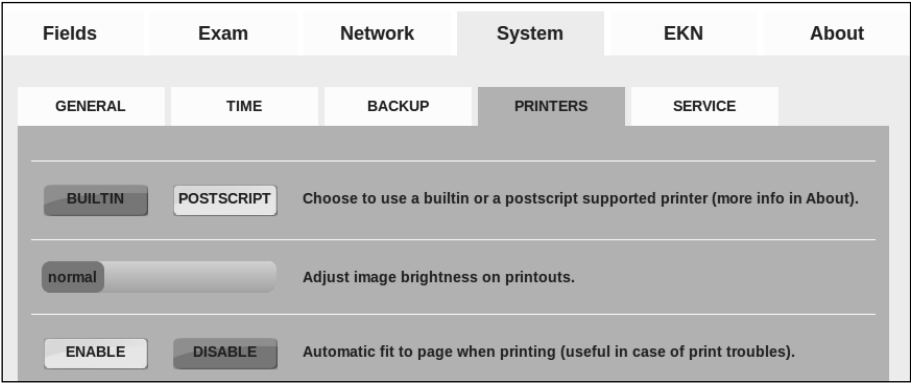 Fields Exam Network System EKN About
GENERAL TIME BACKUP PRINTERS SERVICE
BUILTIN POSTSCRIPT Choose to use a builtin or a postscript supported printer (more info in About).
normal Adjust image brightness on printouts.
ENABLE DISABLE Automatic fit to page when printing (useful in case of print troubles).